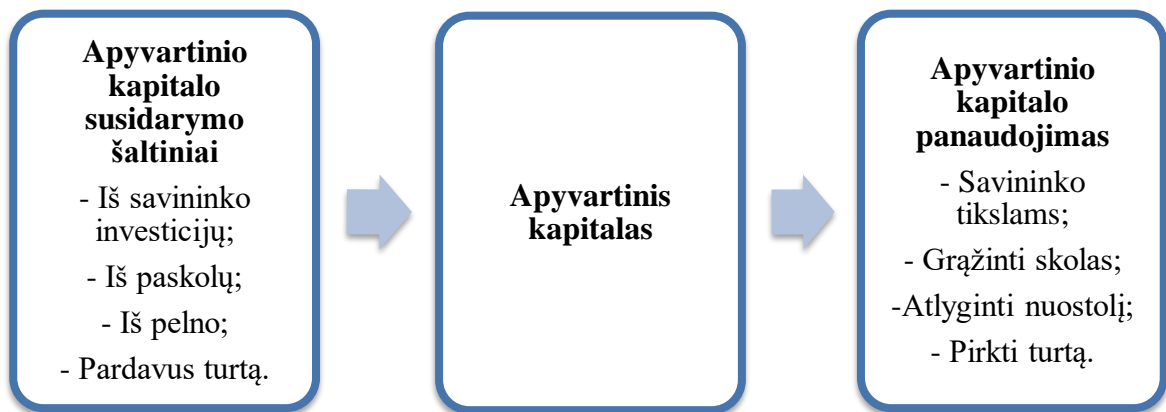 Apyvartinio
kapitalo
susidarymo
šaltiniai
- Iš savininko
investicijų;
- Iš paskolų;
- Iš pelno;
- Pardavus turtą.
Apyvartinis
kapitalas
Apyvartinio
kapitalo
panaudojimas
- Savininko
tikslams;
- Grąžinti skolas;
-Atlyginti nuostolį;
- Pirkti turtą.